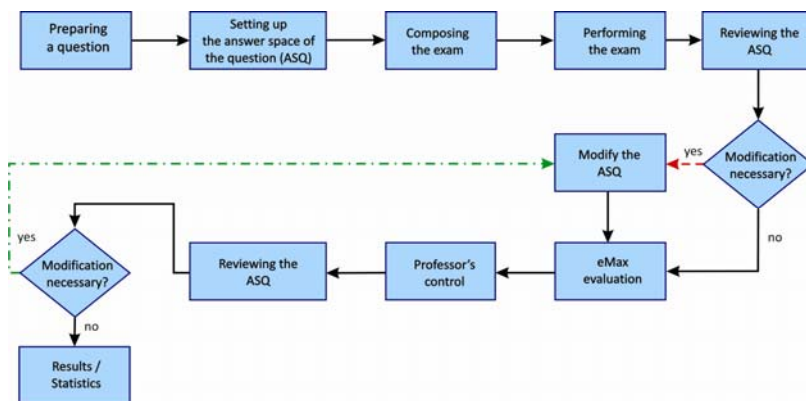 Preparing
a question
Setting up
the answer space of
the question (ASQ)
Composing
the exam
Performing
the exam
Reviewing the
ASQ
Modification
necessary?
yes
Modify the
ASQ
no
eMax
evaluation
Professor's
control
Reviewing the
ASQ
yes
Modification
necessary?
no
Results /
Statistics